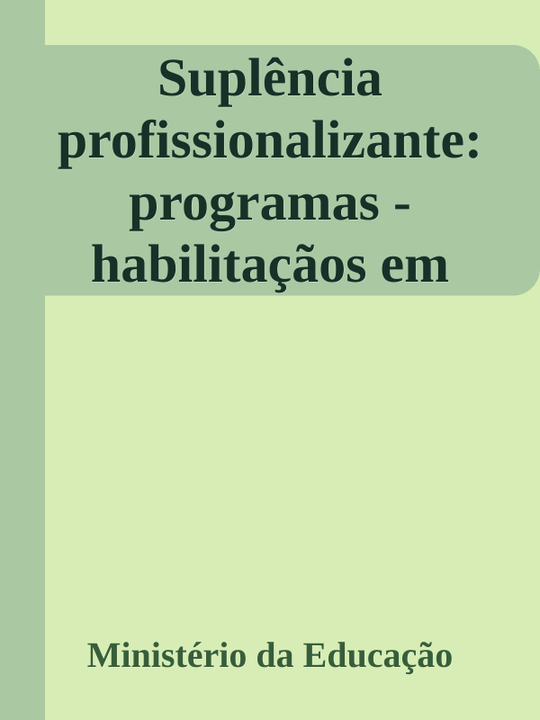 Suplência
profissionalizante:
programas -
habilitaçãos em
Ministério da Educação